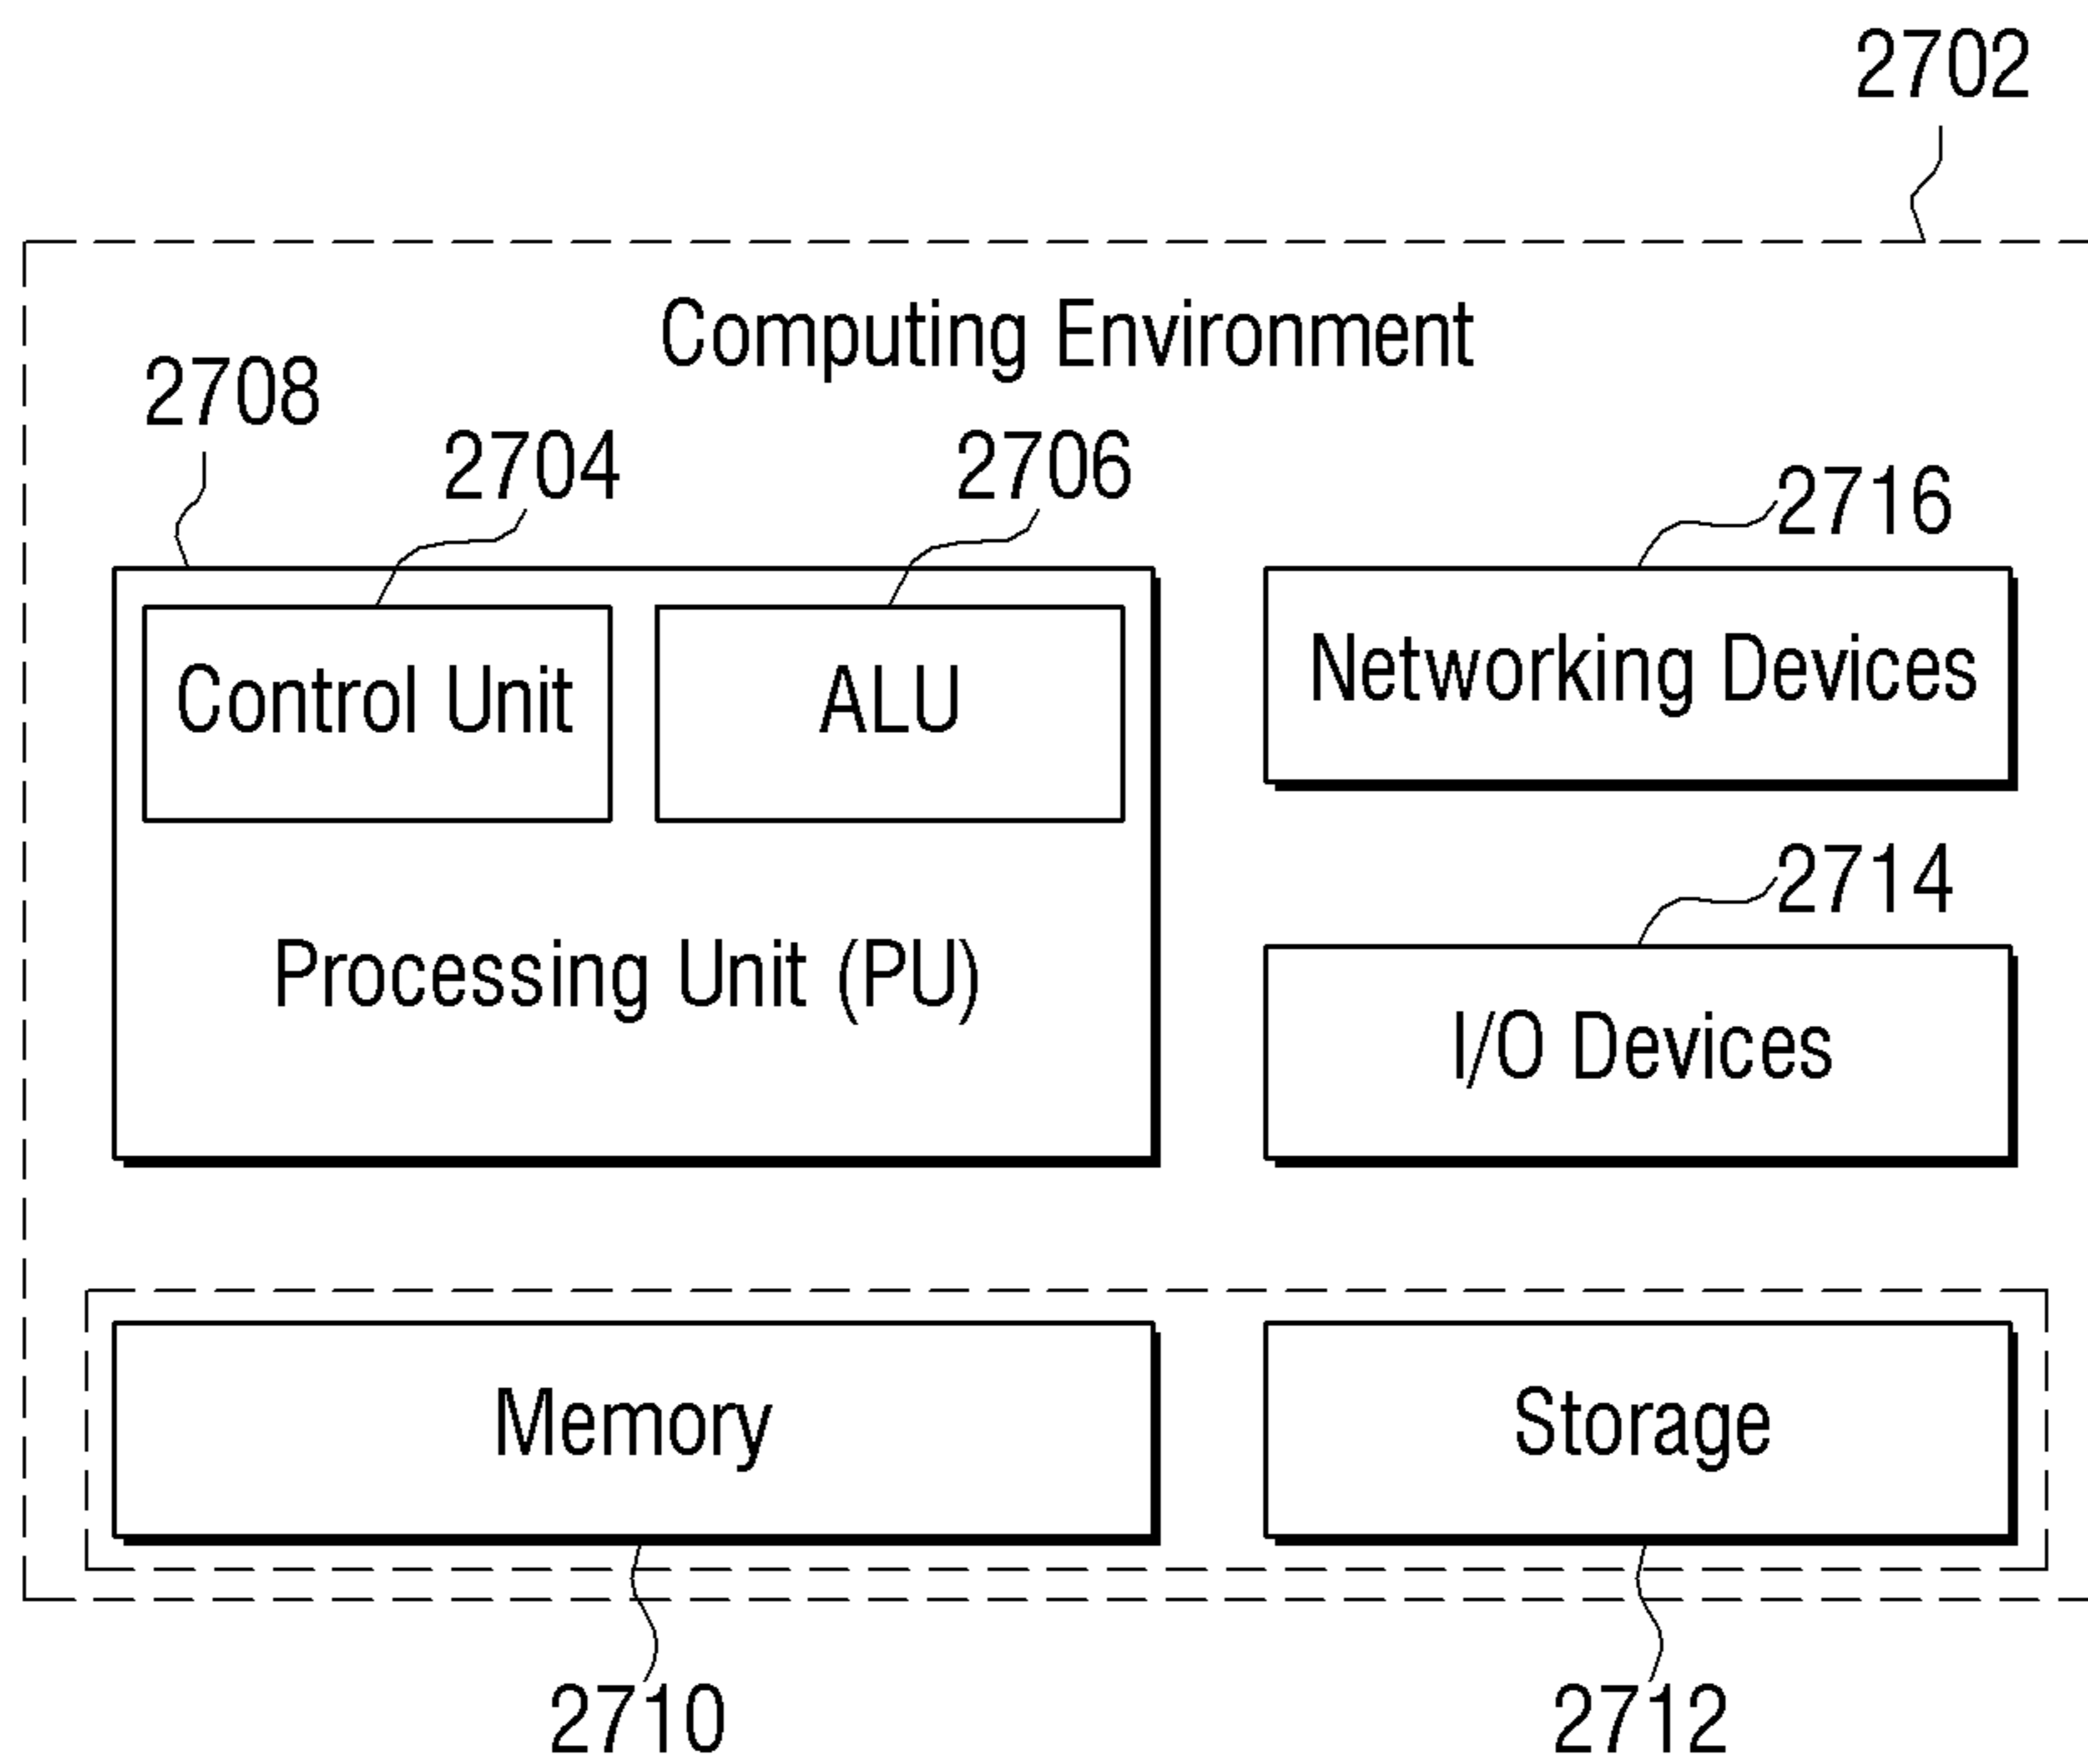 2702
Computing Environment
2708
2704
2706
2716
Control Unit
ALU
Networking Devices
2714
Processing Unit (PU)
I/O Devices
Memory
Storage
2710
2712